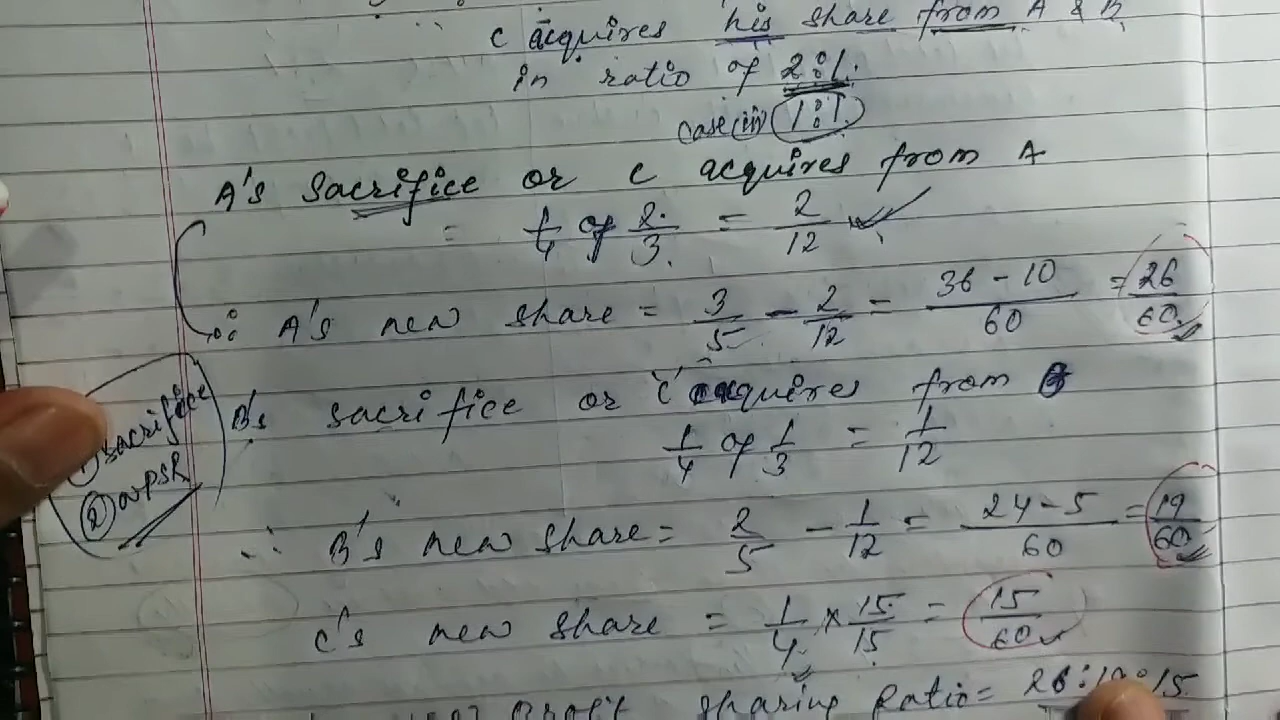 ∴ C acquires his share from A & B
in ratio of 2:1.
case (iii) 1:1.
A's Sacrifice or C acquires from A
= 1/4 of 2/3 = 2/12
∴ A's new share = 3/5 - 2/12 = 36 - 10/60 = 26/60
① sacrifice
② NPSR
B's sacrifice or 'C' acquires from B
1/4 of 1/3 = 1/12
∴ B's new share = 2/5 - 1/12 = 24 - 5/60 = 19/60
C's new share = 1/4 × 15/15 = 15/60
sharing Ratio = 26:19:15